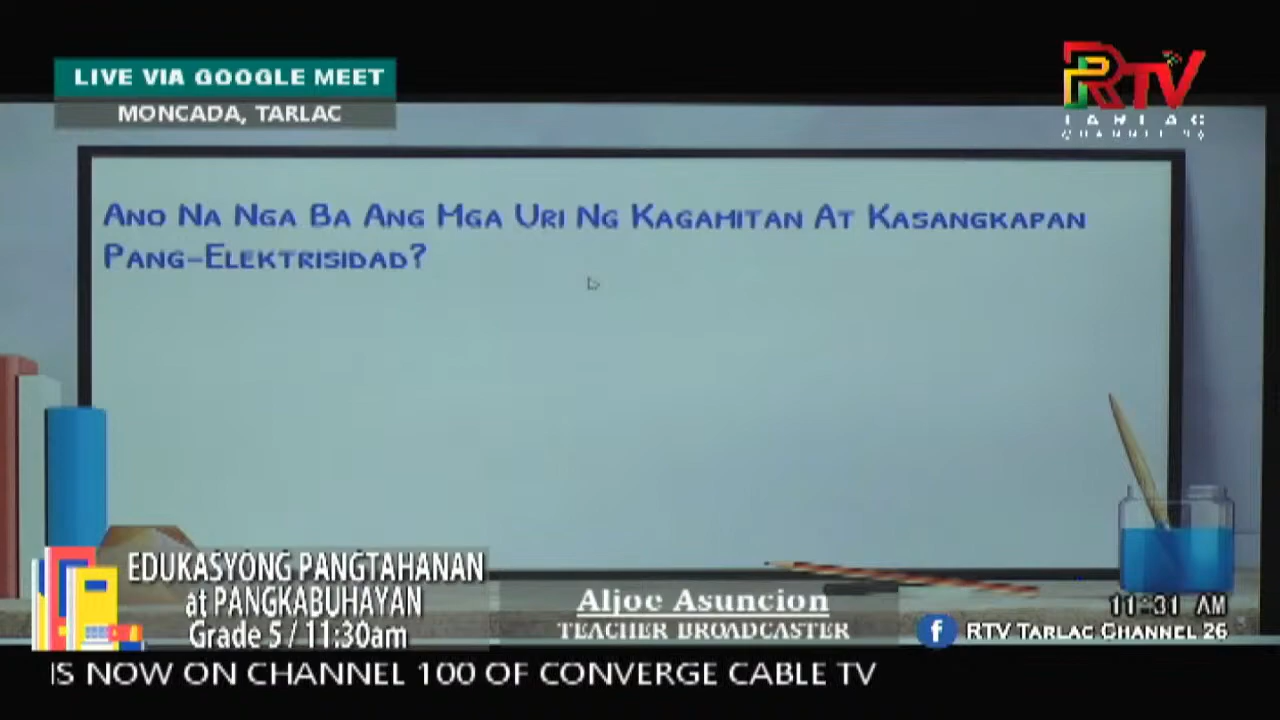 LIVE VIA GOOGLE MEET
MONCADA, TARLAC
RTV
TARLAC
CHANNEL 26
Ano Na Nga Ba Ang Mga Uri Ng Kagamitan At Kasangkapan
Pang-Elektrisidad?
EDUKASYONG PANGTAHANAN
at PANGKABUHAYAN
Grade 5 / 11:30am
Aljoe Asuncion
TEACHER BROADCASTER
11:31 AM
f RTV TARLAC CHANNEL 26
IS NOW ON CHANNEL 100 OF CONVERGE CABLE TV